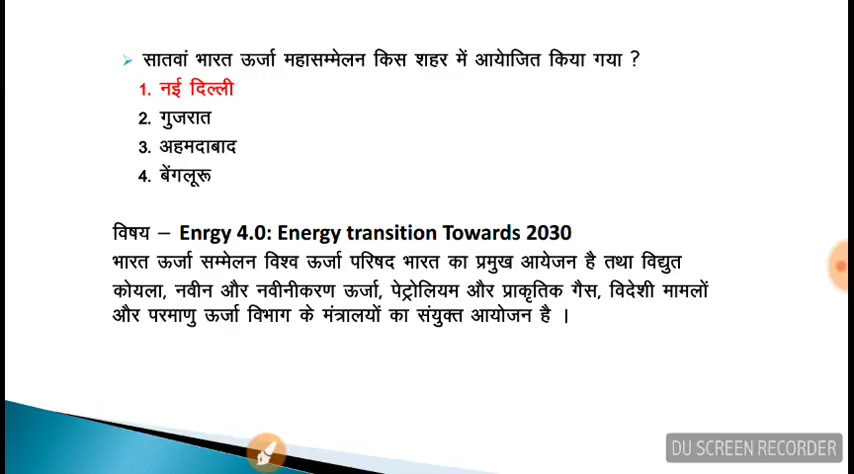 ➢ सातवां भारत ऊर्जा महासम्मेलन किस शहर में आयेाजित किया गया ?
1. नई दिल्ली
2. गुजरात
3. अहमदाबाद
4. बेंगलूरू
विषय – Enrgy 4.0: Energy transition Towards 2030
भारत ऊर्जा सम्मेलन विश्व ऊर्जा परिषद भारत का प्रमुख आयेजन है तथा विद्युत
कोयला, नवीन और नवीनीकरण ऊर्जा, पेट्रोलियम और प्राकृतिक गैस, विदेशी मामलों
और परमाणु ऊर्जा विभाग के मंत्रालयों का संयुक्त आयोजन है ।
DU SCREEN RECORDER